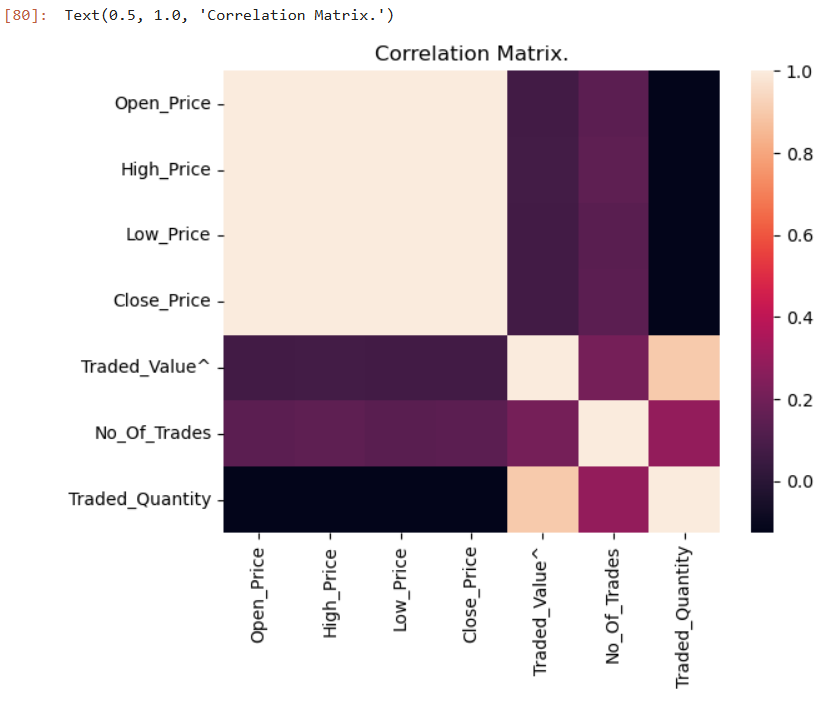 [80]: Text(0.5, 1.0, 'Correlation Matrix.')
Correlation Matrix.
Open_Price
High_Price
Low_Price
Close_Price
Traded_Value^
No_Of_Trades
Traded_Quantity
Open_Price
High_Price
Low_Price
Close_Price
Traded_Value^
No_Of_Trades
Traded_Quantity
1.0
0.8
0.6
0.4
0.2
0.0